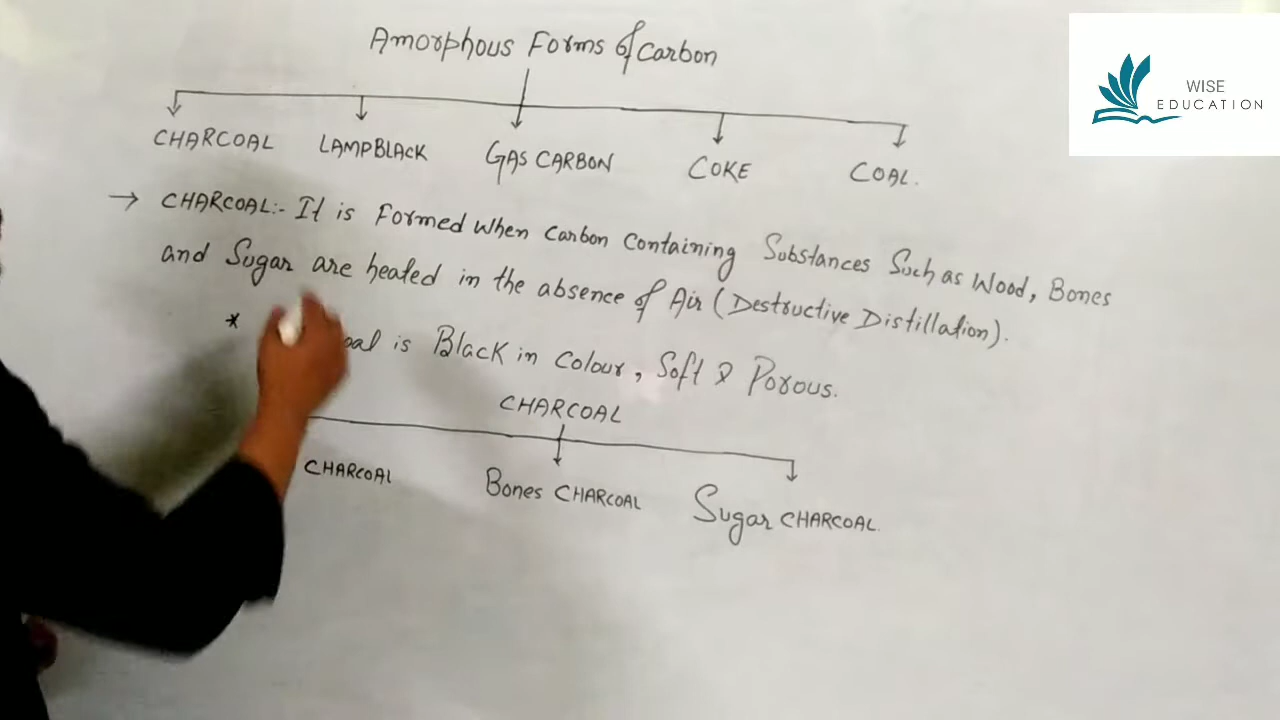 Amorphous Forms of Carbon
WISE
EDUCATION
CHARCOAL LAMPBLACK GAS CARBON COKE COAL.
→ CHARCOAL:- It is Formed when Carbon Containing Substances Such as Wood, Bones
and Sugar are heated in the absence of Air (Destructive Distillation).
* oal is Black in Colour, Soft & Porous.
CHARCOAL
CHARCOAL Bones CHARCOAL Sugar CHARCOAL.